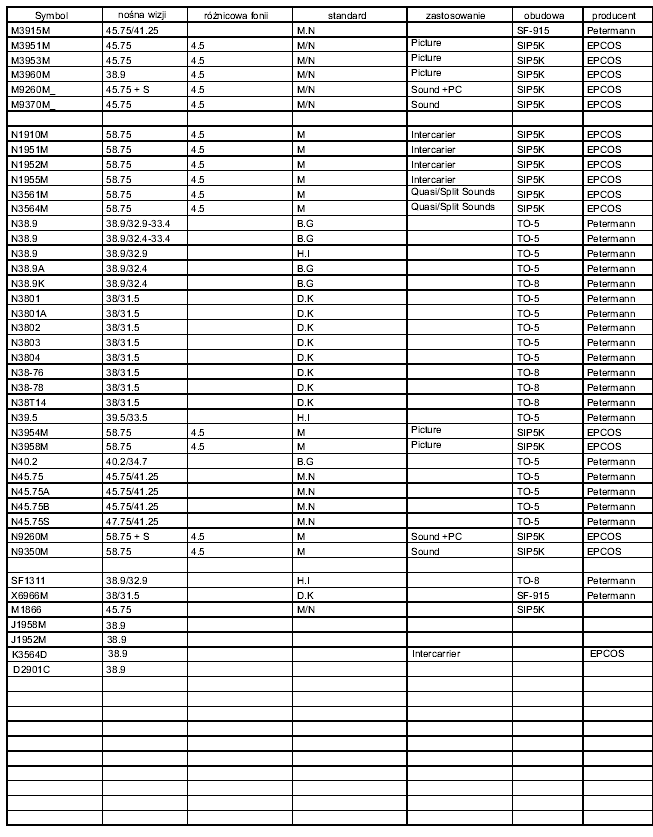 Symbol nośna wizji różnicowa fonii standard zastosowanie obudowa producent
M3915M 45.75/41.25 M.N SF-915 Petermann
M3951M 45.75 4.5 M/N Picture SIP5K EPCOS
M3953M 45.75 4.5 M/N Picture SIP5K EPCOS
M3960M 38.9 4.5 M/N Picture SIP5K EPCOS
M9260M_ 45.75 + S 4.5 M/N Sound +PC SIP5K EPCOS
M9370M_ 45.75 4.5 M/N Sound SIP5K EPCOS
N1910M 58.75 4.5 M Intercarier SIP5K EPCOS
N1951M 58.75 4.5 M Intercarier SIP5K EPCOS
N1952M 58.75 4.5 M Intercarier SIP5K EPCOS
N1955M 58.75 4.5 M Intercarier SIP5K EPCOS
N3561M 58.75 4.5 M Quasi/Split Sounds SIP5K EPCOS
N3564M 58.75 4.5 M Quasi/Split Sounds SIP5K EPCOS
N38.9 38.9/32.9-33.4 B.G TO-5 Petermann
N38.9 38.9/32.4-33.4 B.G TO-5 Petermann
N38.9 38.9/32.9 H.I TO-5 Petermann
N38.9A 38.9/32.4 B.G TO-5 Petermann
N38.9K 38.9/32.4 B.G TO-8 Petermann
N3801 38/31.5 D.K TO-5 Petermann
N3801A 38/31.5 D.K TO-5 Petermann
N3802 38/31.5 D.K TO-5 Petermann
N3803 38/31.5 D.K TO-5 Petermann
N3804 38/31.5 D.K TO-5 Petermann
N38-76 38/31.5 D.K TO-8 Petermann
N38-78 38/31.5 D.K TO-8 Petermann
N38T14 38/31.5 D.K TO-8 Petermann
N39.5 39.5/33.5 H.I TO-5 Petermann
N3954M 58.75 4.5 M Picture SIP5K EPCOS
N3958M 58.75 4.5 M Picture SIP5K EPCOS
N40.2 40.2/34.7 B.G TO-5 Petermann
N45.75 45.75/41.25 M.N TO-5 Petermann
N45.75A 45.75/41.25 M.N TO-5 Petermann
N45.75B 45.75/41.25 M.N TO-5 Petermann
N45.75S 47.75/41.25 M.N TO-5 Petermann
N9260M 58.75 + S 4.5 M Sound +PC SIP5K EPCOS
N9350M 58.75 4.5 M Sound SIP5K EPCOS
SF1311 38.9/32.9 H.I TO-8 Petermann
X6966M 38/31.5 D.K SF-915 Petermann
M1866 45.75 M/N SIP5K
J1958M 38.9
J1952M 38.9
K3564D 38.9 Intercarrier EPCOS
D2901C 38.9